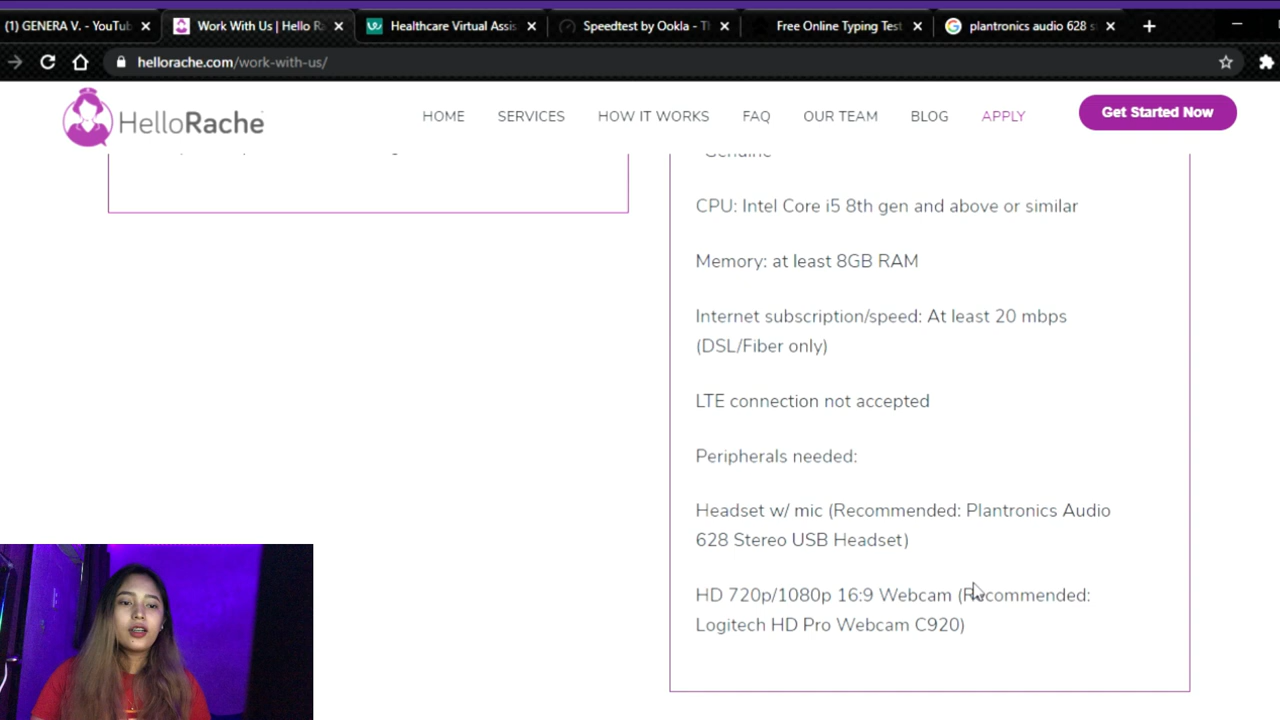 (1) GENERA V. - YouTub
Work With Us | Hello R
Healthcare Virtual Assis
Speedtest by Ookla - Th
Free Online Typing Test
plantronics audio 628 s
hellorache.com/work-with-us/
HelloRache
HOME
SERVICES
HOW IT WORKS
FAQ
OUR TEAM
BLOG
APPLY
Get Started Now
Genuine
CPU: Intel Core i5 8th gen and above or similar
Memory: at least 8GB RAM
Internet subscription/speed: At least 20 mbps
(DSL/Fiber only)
LTE connection not accepted
Peripherals needed:
Headset w/ mic (Recommended: Plantronics Audio
628 Stereo USB Headset)
HD 720p/1080p 16:9 Webcam (Recommended:
Logitech HD Pro Webcam C920)